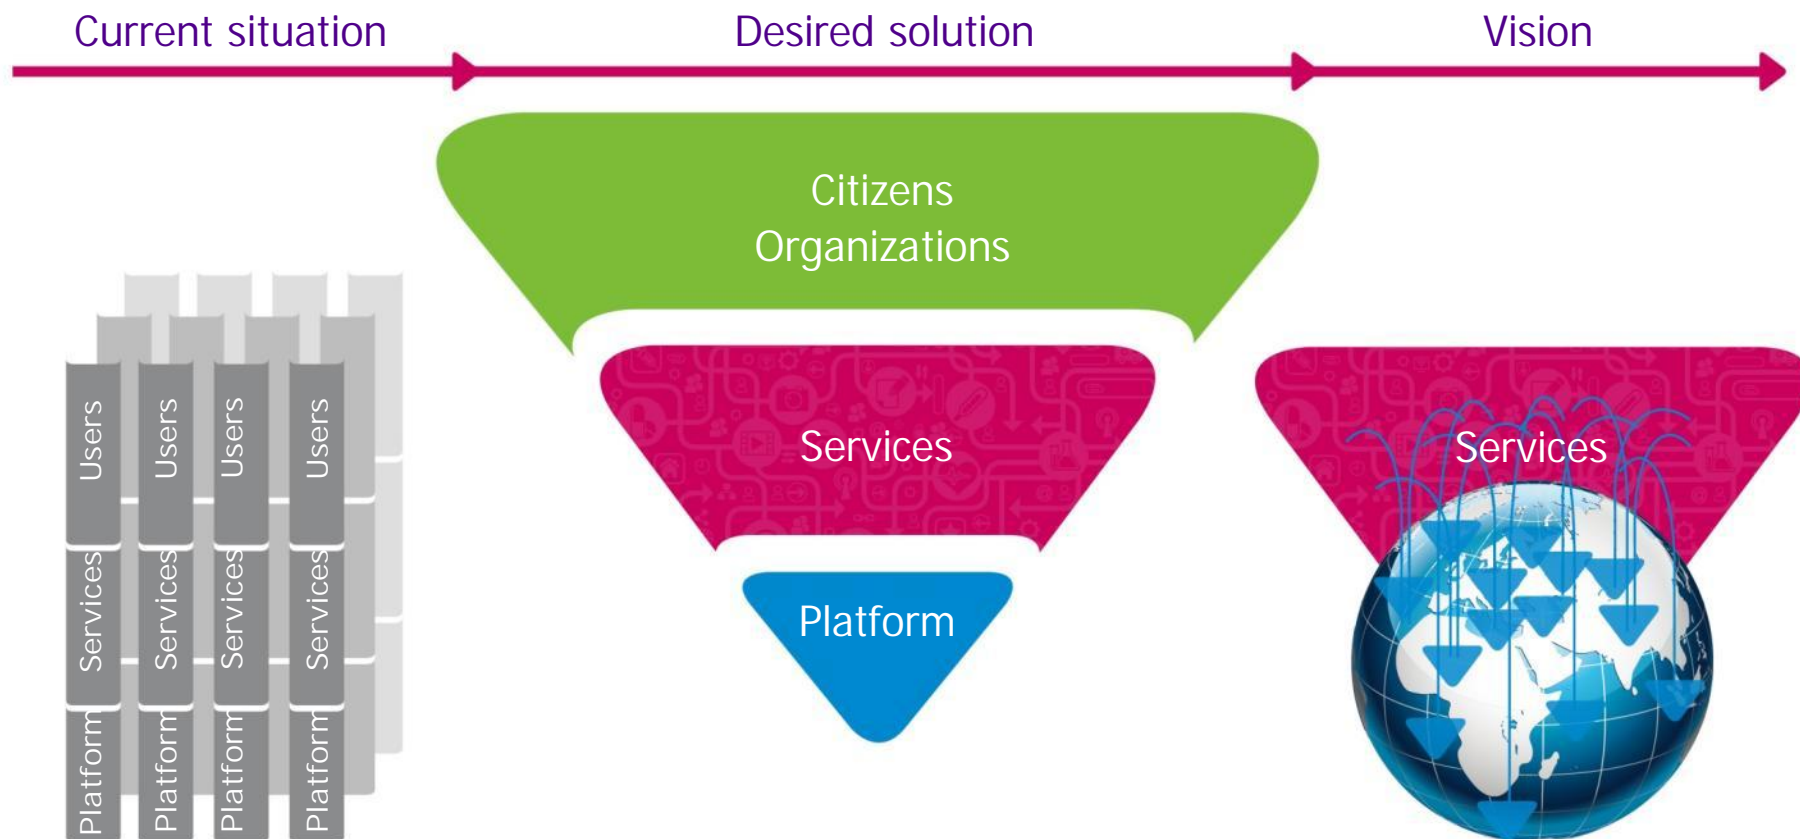 Current situation
Desired solution
Vision
Citizens
Organizations
Users
Users
Users
Users
Services
Services
Services
Services
Platform
Platform
Platform
Platform
Services
Platform
Services